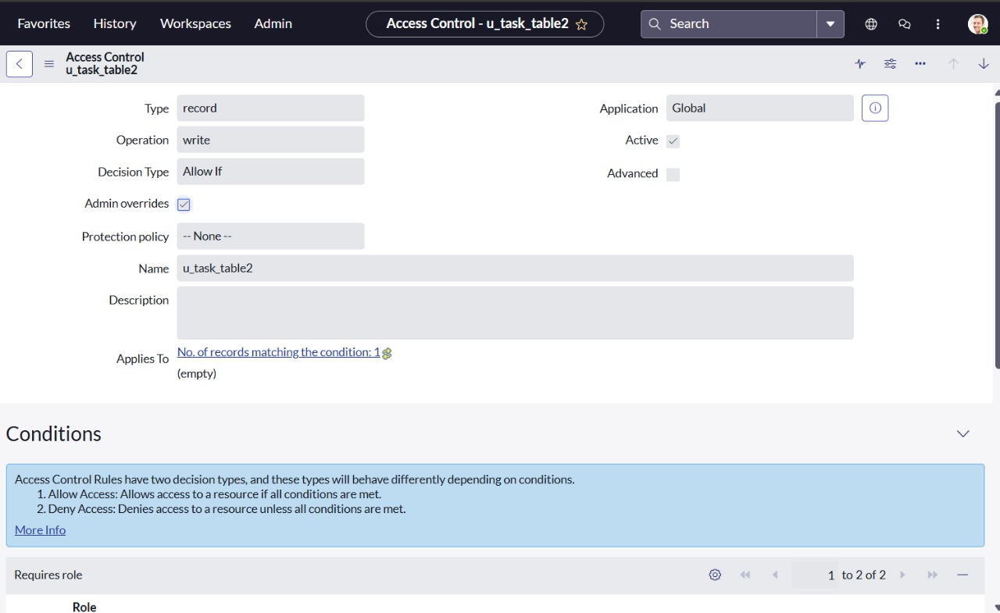 Favorites History Workspaces Admin Access Control - u_task_table2 Search
Access Control
u_task_table2
Type record Application Global
Operation write Active
Decision Type Allow If Advanced
Admin overrides
Protection policy -- None --
Name u_task_table2
Description
Applies To No. of records matching the condition: 1
(empty)
Conditions
Access Control Rules have two decision types, and these types will behave differently depending on conditions.
1. Allow Access: Allows access to a resource if all conditions are met.
2. Deny Access: Denies access to a resource unless all conditions are met.
More Info
Requires role 1 to 2 of 2
Role